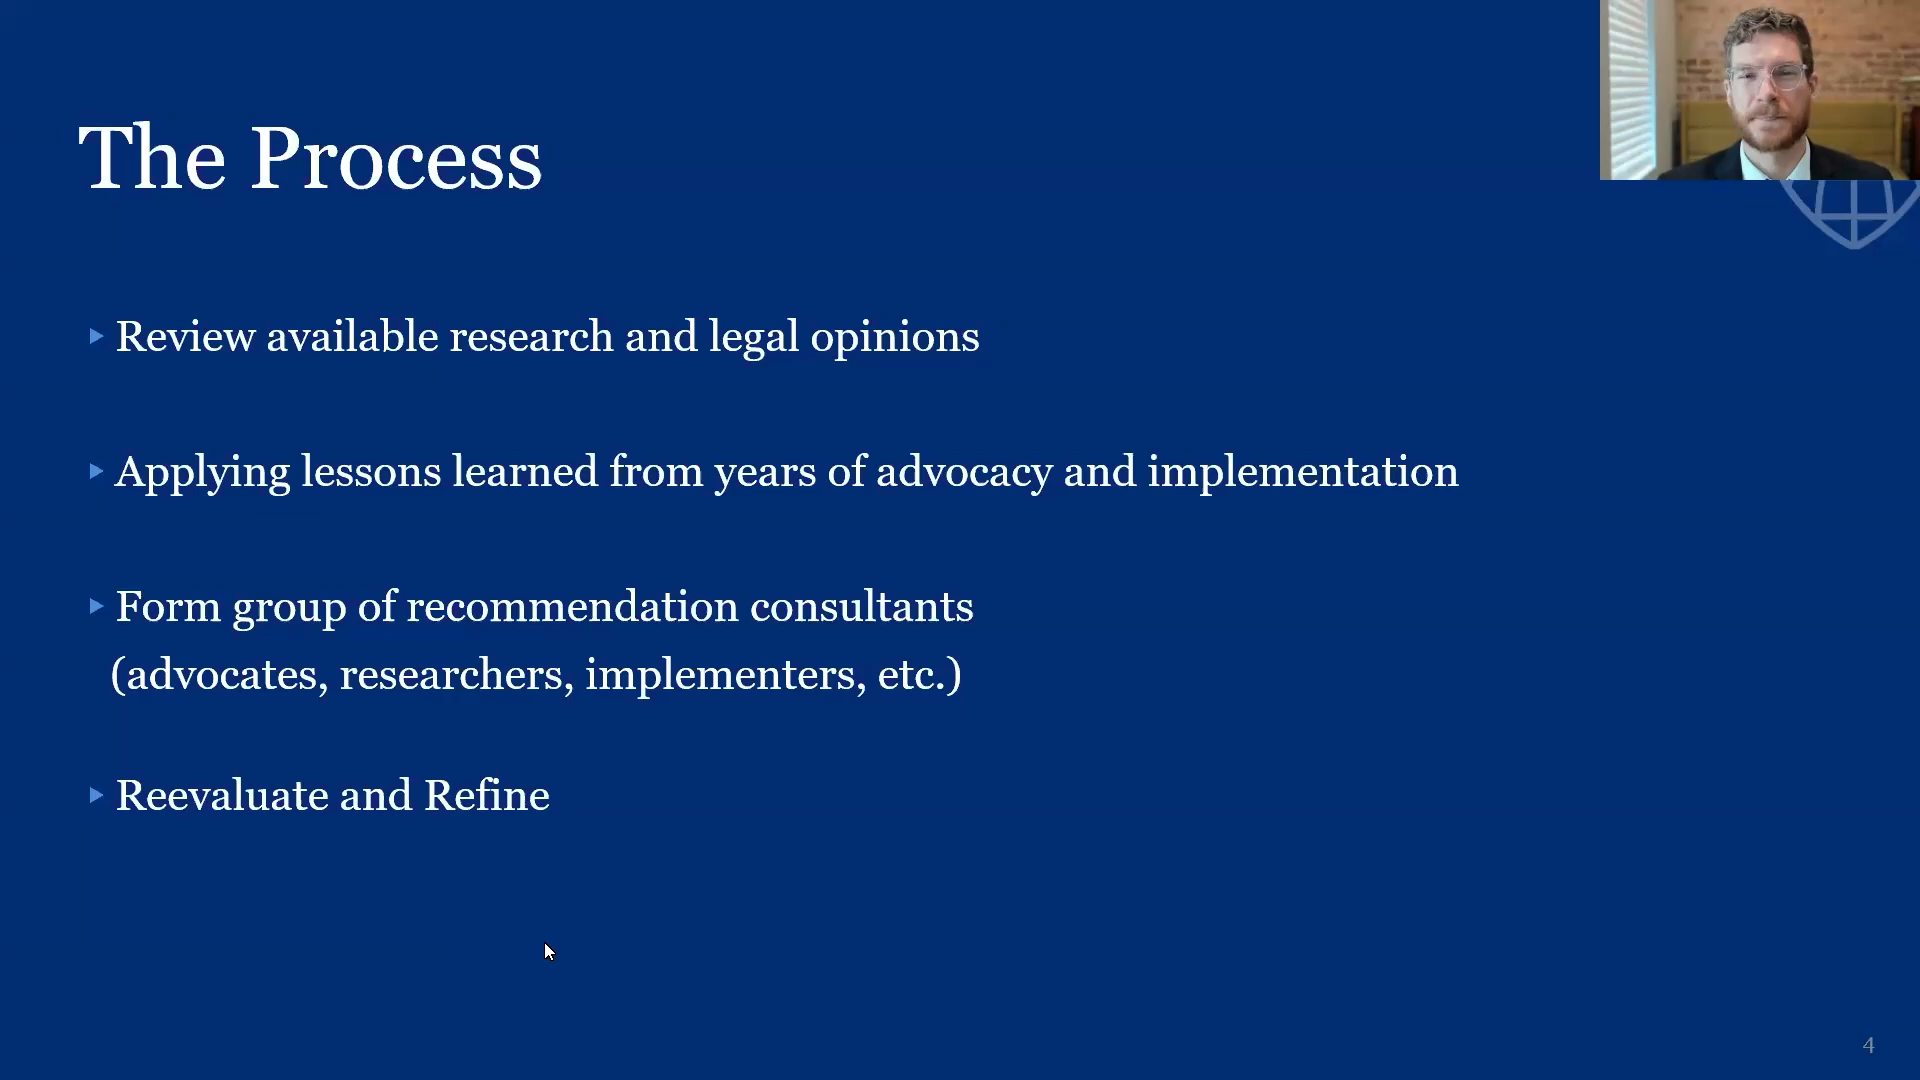 The Process
Review available research and legal opinions
Applying lessons learned from years of advocacy and implementation
Form group of recommendation consultants
(advocates, researchers, implementers, etc.)
Reevaluate and Refine
4